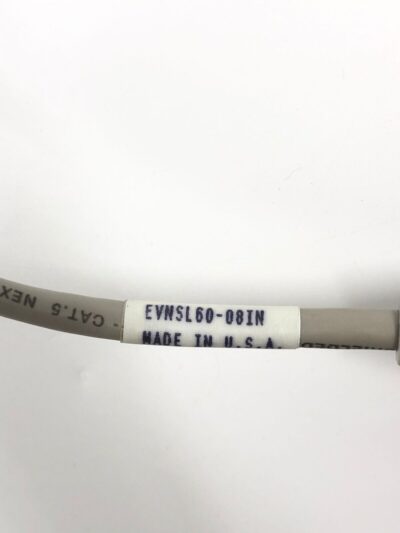 EVNSL60-08IN
MADE IN U.S.A.
- CAT.5 NEX